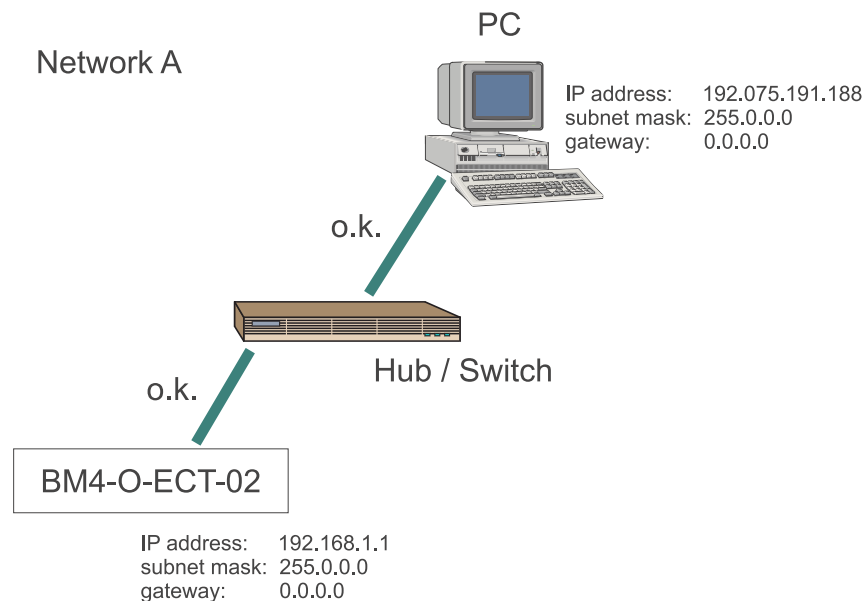 PC
Network A
IP address: 192.075.191.188
subnet mask: 255.0.0.0
gateway: 0.0.0.0
o.k.
Hub / Switch
o.k.
BM4-O-ECT-02
IP address: 192.168.1.1
subnet mask: 255.0.0.0
gateway: 0.0.0.0